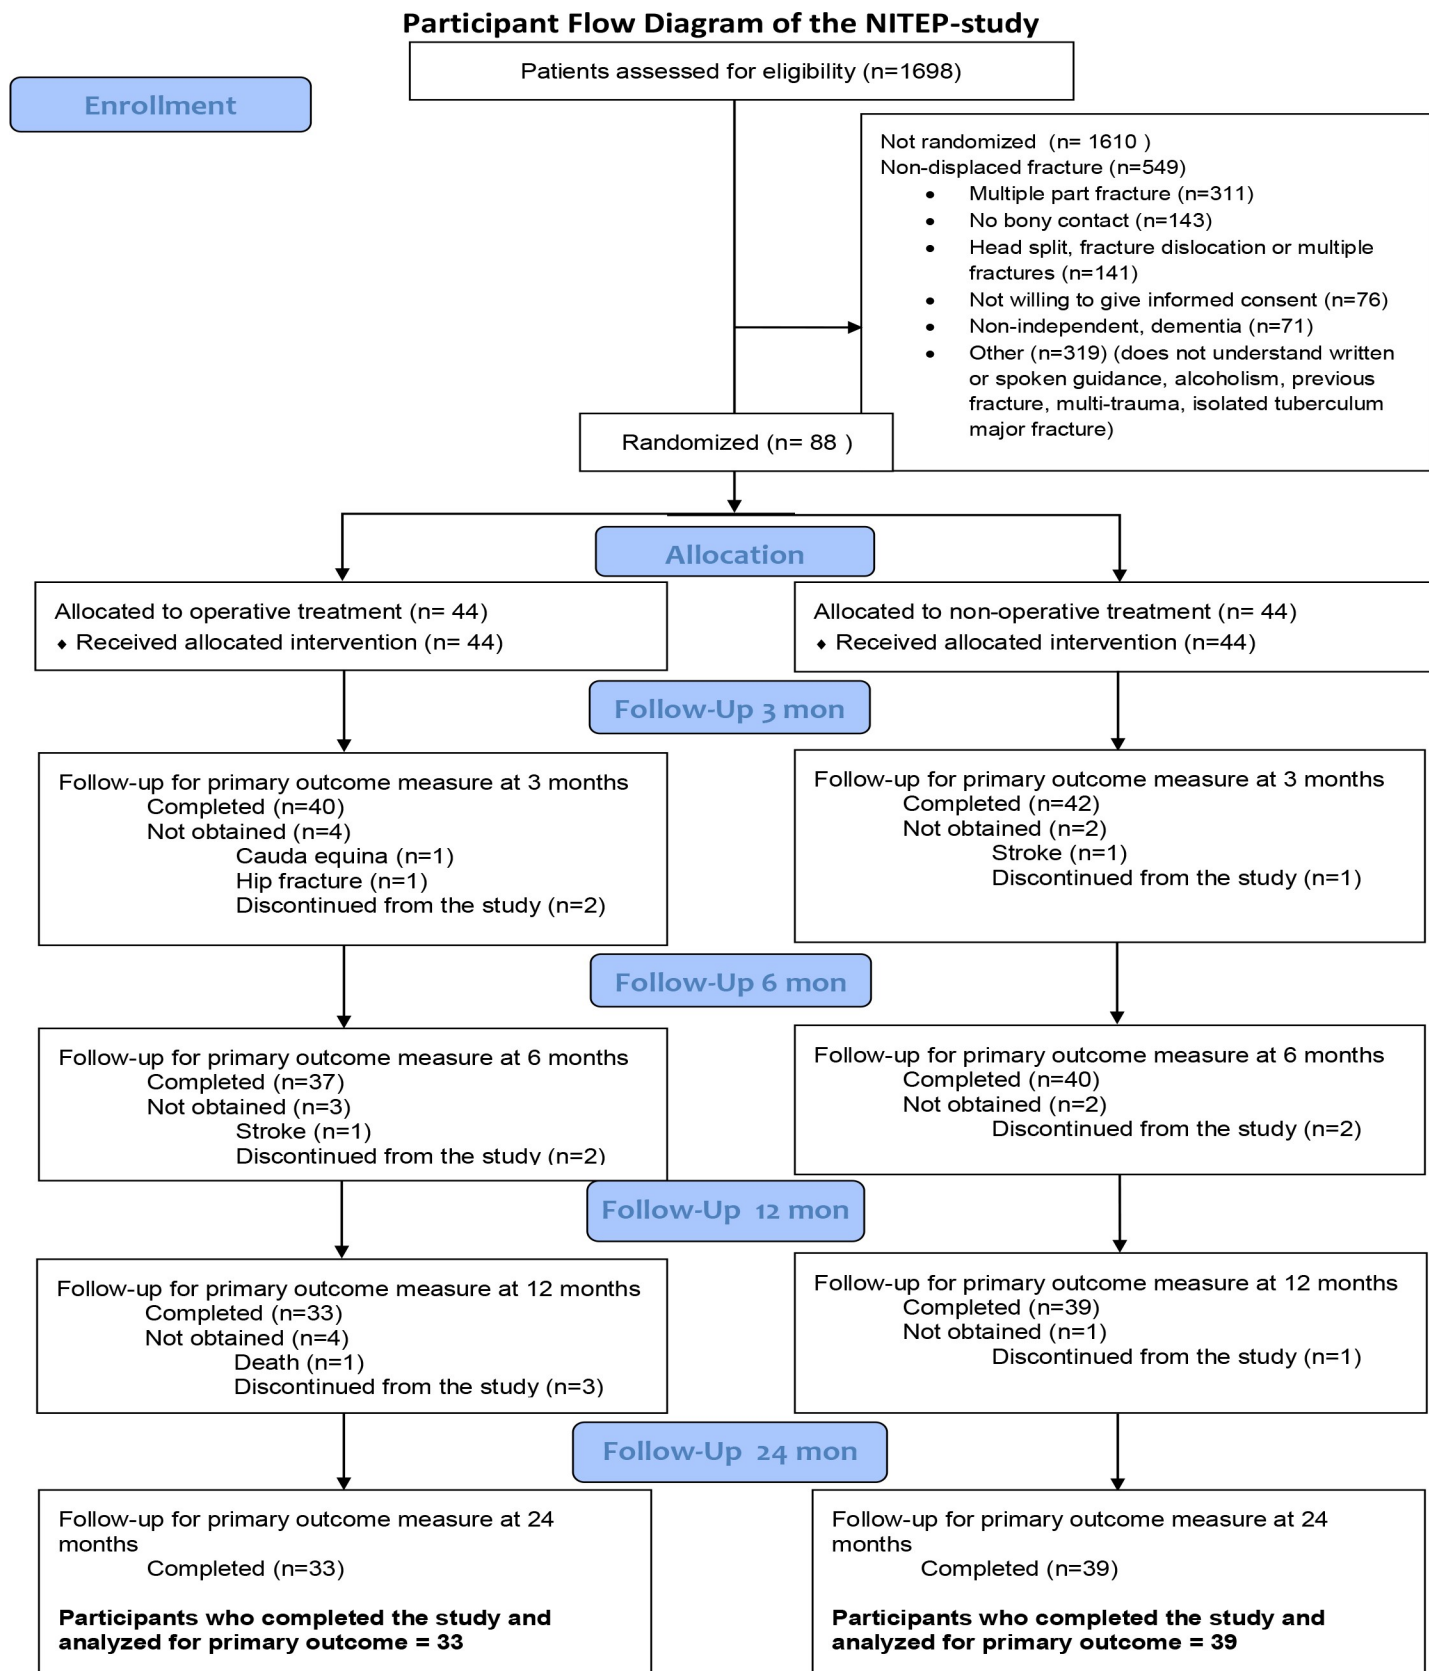 Participant Flow Diagram of the NITEP-study
Patients assessed for eligibility (n=1698)
Enrollment
Not randomized (n= 1610 )
Non-displaced fracture (n=549)
• Multiple part fracture (n=311)
• No bony contact (n=143)
• Head split, fracture dislocation or multiple
fractures (n=141)
• Not willing to give informed consent (n=76)
• Non-independent, dementia (n=71)
• Other (n=319) (does not understand written
or spoken guidance, alcoholism, previous
fracture, multi-trauma, isolated tuberculum
major fracture)
Randomized (n= 88 )
Allocation
Allocated to operative treatment (n= 44)
♦ Received allocated intervention (n= 44)
Allocated to non-operative treatment (n= 44)
♦ Received allocated intervention (n=44)
Follow-Up 3 mon
Follow-up for primary outcome measure at 3 months
Completed (n=40)
Not obtained (n=4)
Cauda equina (n=1)
Hip fracture (n=1)
Discontinued from the study (n=2)
Follow-up for primary outcome measure at 3 months
Completed (n=42)
Not obtained (n=2)
Stroke (n=1)
Discontinued from the study (n=1)
Follow-Up 6 mon
Follow-up for primary outcome measure at 6 months
Completed (n=37)
Not obtained (n=3)
Stroke (n=1)
Discontinued from the study (n=2)
Follow-up for primary outcome measure at 6 months
Completed (n=40)
Not obtained (n=2)
Discontinued from the study (n=2)
Follow-Up 12 mon
Follow-up for primary outcome measure at 12 months
Completed (n=33)
Not obtained (n=4)
Death (n=1)
Discontinued from the study (n=3)
Follow-up for primary outcome measure at 12 months
Completed (n=39)
Not obtained (n=1)
Discontinued from the study (n=1)
Follow-Up 24 mon
Follow-up for primary outcome measure at 24
months
Completed (n=33)
Participants who completed the study and
analyzed for primary outcome = 33
Follow-up for primary outcome measure at 24
months
Completed (n=39)
Participants who completed the study and
analyzed for primary outcome = 39